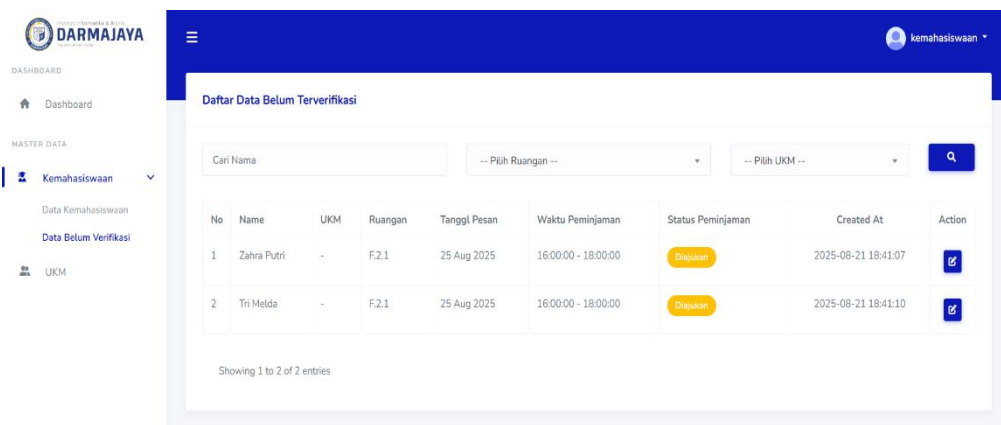 Institut Informatika & Bisnis
DARMAJAYA
kemahasiswaan
DASHBOARD
Dashboard
MASTER DATA
Kemahasiswaan
Data Kemahasiswaan
Data Belum Verifikasi
UKM
Daftar Data Belum Terverifikasi
Cari Nama -- Pilih Ruangan -- -- Pilih UKM --
No Name UKM Ruangan Tanggl Pesan Waktu Peminjaman Status Peminjaman Created At Action
1 Zahra Putri - F.2.1 25 Aug 2025 16:00:00 - 18:00:00 Diajukan 2025-08-21 18:41:07
2 Tri Melda - F.2.1 25 Aug 2025 16:00:00 - 18:00:00 Diajukan 2025-08-21 18:41:10
Showing 1 to 2 of 2 entries